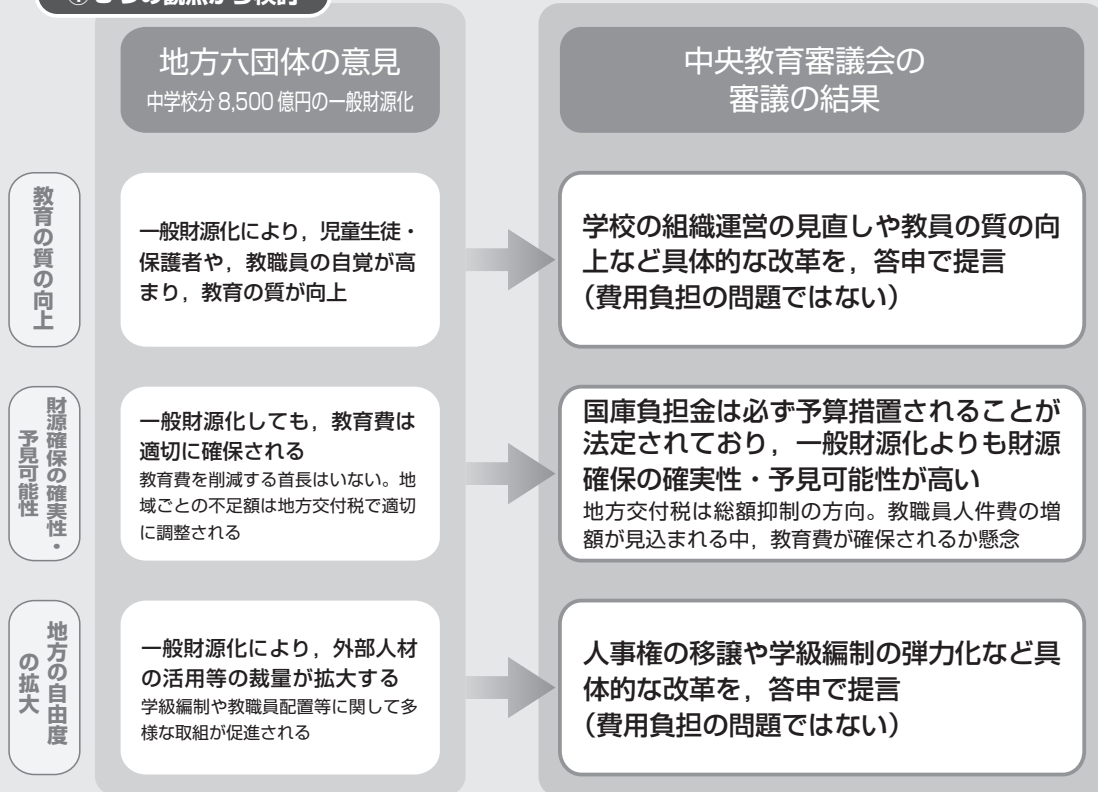 地方六団体の意見
中学校分8,500億円の一般財源化
中央教育審議会の
審議の結果
教育の質の向上
一般財源化により，児童生徒・
保護者や，教職員の自覚が高
まり，教育の質が向上
学校の組織運営の見直しや教員の質の向
上など具体的な改革を，答申で提言
（費用負担の問題ではない）
財源確保の確実性・
予見可能性
一般財源化しても，教育費は
適切に確保される
教育費を削減する首長はいない。地
域ごとの不足額は地方交付税で適切
に調整される
国庫負担金は必ず予算措置されることが
法定されており，一般財源化よりも財源
確保の確実性・予見可能性が高い
地方交付税は総額抑制の方向。教職員人件費の増
額が見込まれる中，教育費が確保されるか懸念
地方の自由度
の拡大
一般財源化により，外部人材
の活用等の裁量が拡大する
学級編制や教職員配置等に関して多
様な取組が促進される
人事権の移譲や学級編制の弾力化など具
体的な改革を，答申で提言
（費用負担の問題ではない）